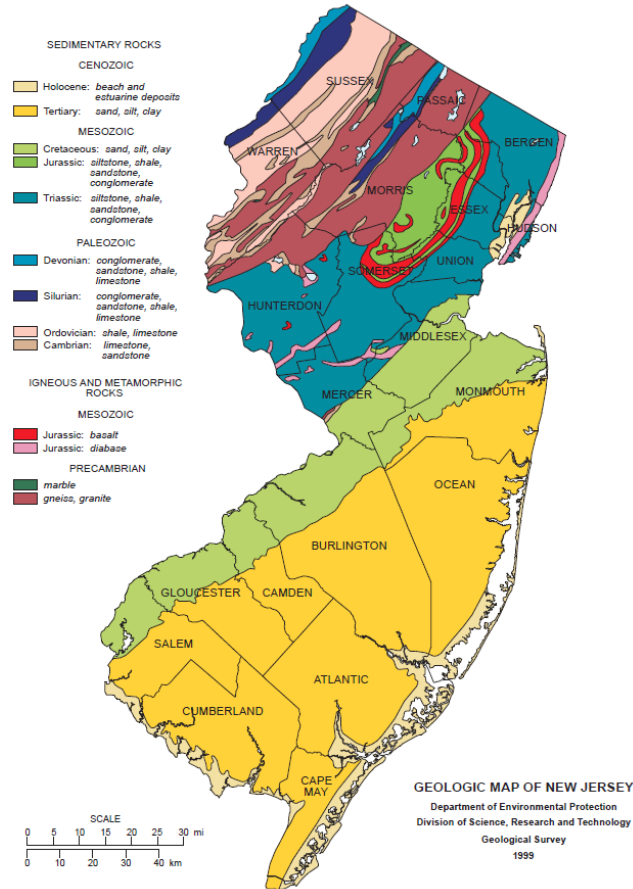 SEDIMENTARY ROCKS
CENOZOIC
Holocene: beach and
estuarine deposits
Tertiary: sand, silt, clay
MESOZOIC
Cretaceous: sand, silt, clay
Jurassic: siltstone, shale,
sandstone,
conglomerate
Triassic: siltstone, shale,
sandstone,
conglomerate
PALEOZOIC
Devonian: conglomerate,
sandstone, shale,
limestone
Silurian: conglomerate,
sandstone, shale,
limestone
Ordovician: shale, limestone
Cambrian: limestone,
sandstone
IGNEOUS AND METAMORPHIC
ROCKS
MESOZOIC
Jurassic: basalt
Jurassic: diabase
PRECAMBRIAN
marble
gneiss, granite
SUSSEX
PASSAIC
BERGEN
WARREN
MORRIS
ESSEX
HUDSON
SOMERSET
UNION
HUNTERDON
MIDDLESEX
MERCER
MONMOUTH
OCEAN
BURLINGTON
GLOUCESTER
CAMDEN
SALEM
ATLANTIC
CUMBERLAND
CAPE
MAY
SCALE
0 10 20 30 mi
0 10 20 30 40 km
GEOLOGIC MAP OF NEW JERSEY
Department of Environmental Protection
Division of Science, Research and Technology
Geological Survey
1999